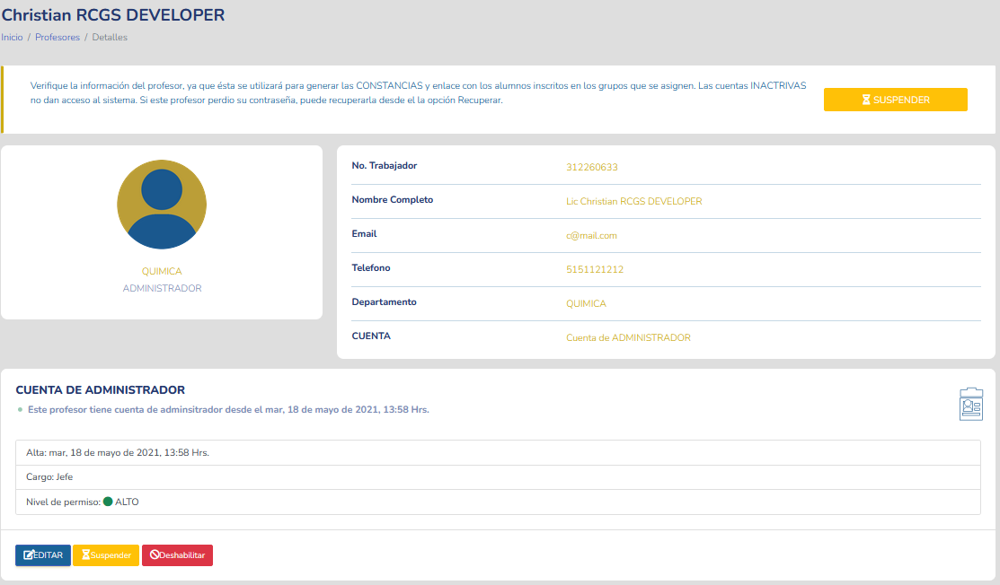 Christian RCGS DEVELOPER
Inicio / Profesores / Detalles
Verifique la información del profesor, ya que ésta se utilizará para generar las CONSTANCIAS y enlace con los alumnos inscritos en los grupos que se asignen. Las cuentas INACTRIVAS
no dan acceso al sistema. Si este profesor perdio su contraseña, puede recuperarla desde el la opción Recuperar.
SUSPENDER
QUIMICA
ADMINISTRADOR
No. Trabajador 312260633
Nombre Completo Lic Christian RCGS DEVELOPER
Email c@mail.com
Telefono 5151121212
Departamento QUIMICA
CUENTA Cuenta de ADMINISTRADOR
CUENTA DE ADMINISTRADOR
Este profesor tiene cuenta de adminsitrador desde el mar, 18 de mayo de 2021, 13:58 Hrs.
Alta: mar, 18 de mayo de 2021, 13:58 Hrs.
Cargo: Jefe
Nivel de permiso: ALTO
EDITAR Suspender Deshabilitar